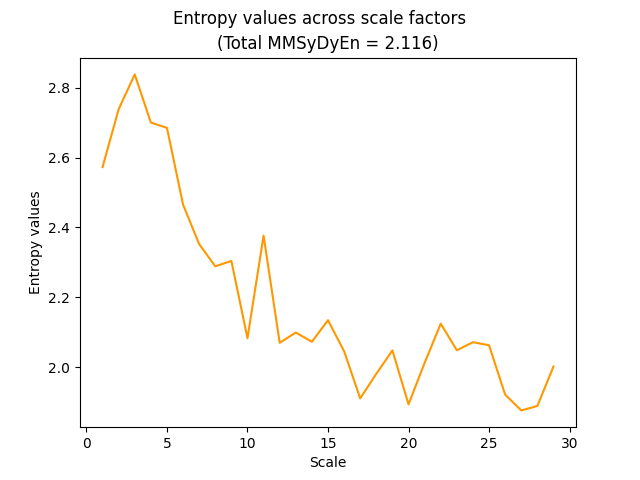 Entropy values across scale factors
(Total MMSyDyEn = 2.116)
Entropy values
2.8
2.6
2.4
2.2
2.0
0 5 10 15 20 25 30
Scale